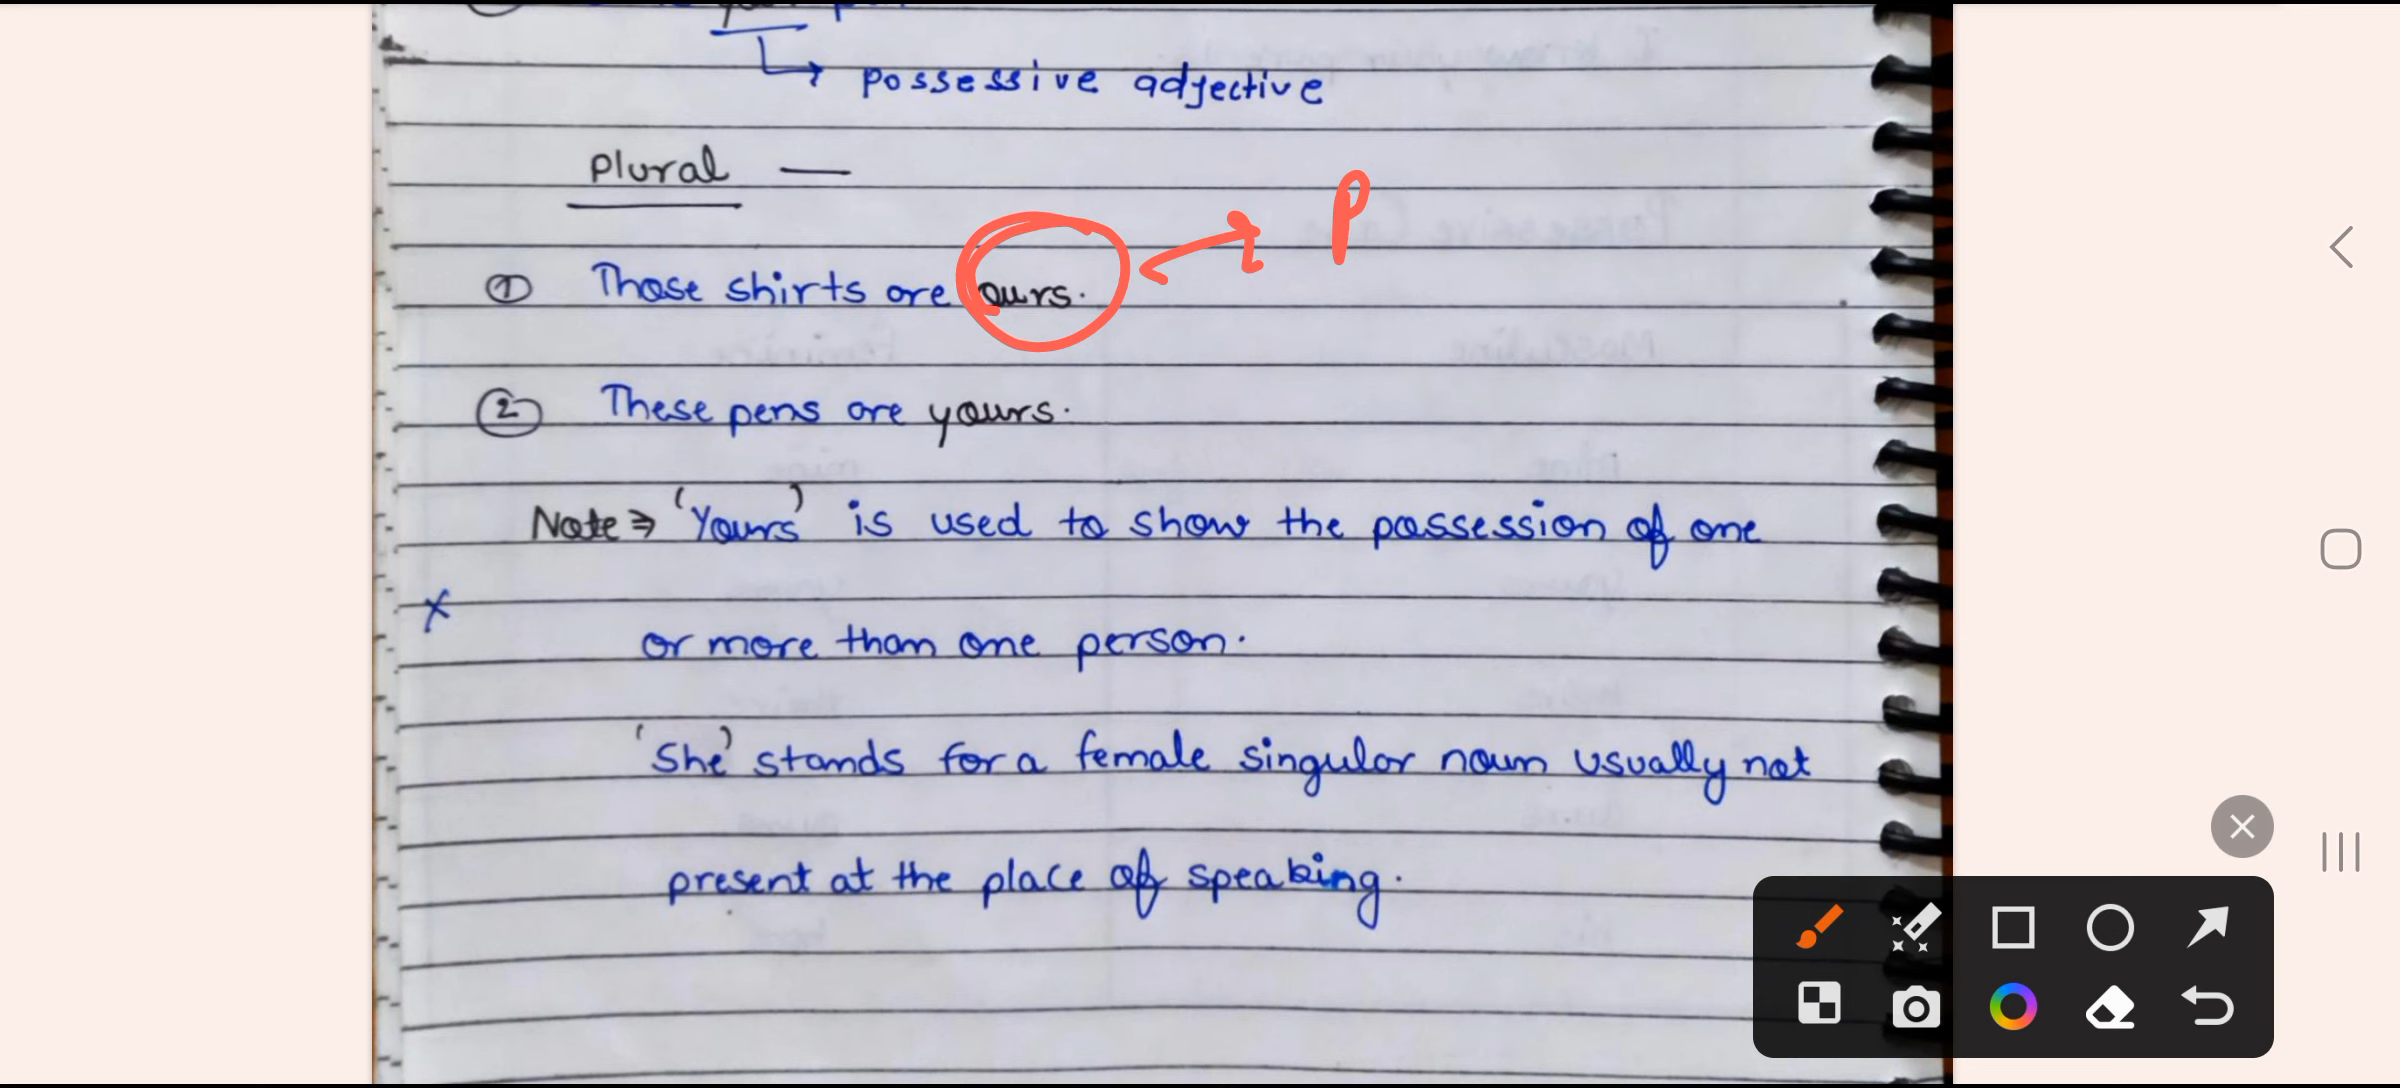 possessive adjective
Plural —
① Those shirts are ours. P
② These pens are yours.
Note ⇒ 'Yours' is used to show the possession of one
or more than one person.
'She' stands for a female singular noun usually not
present at the place of speaking.